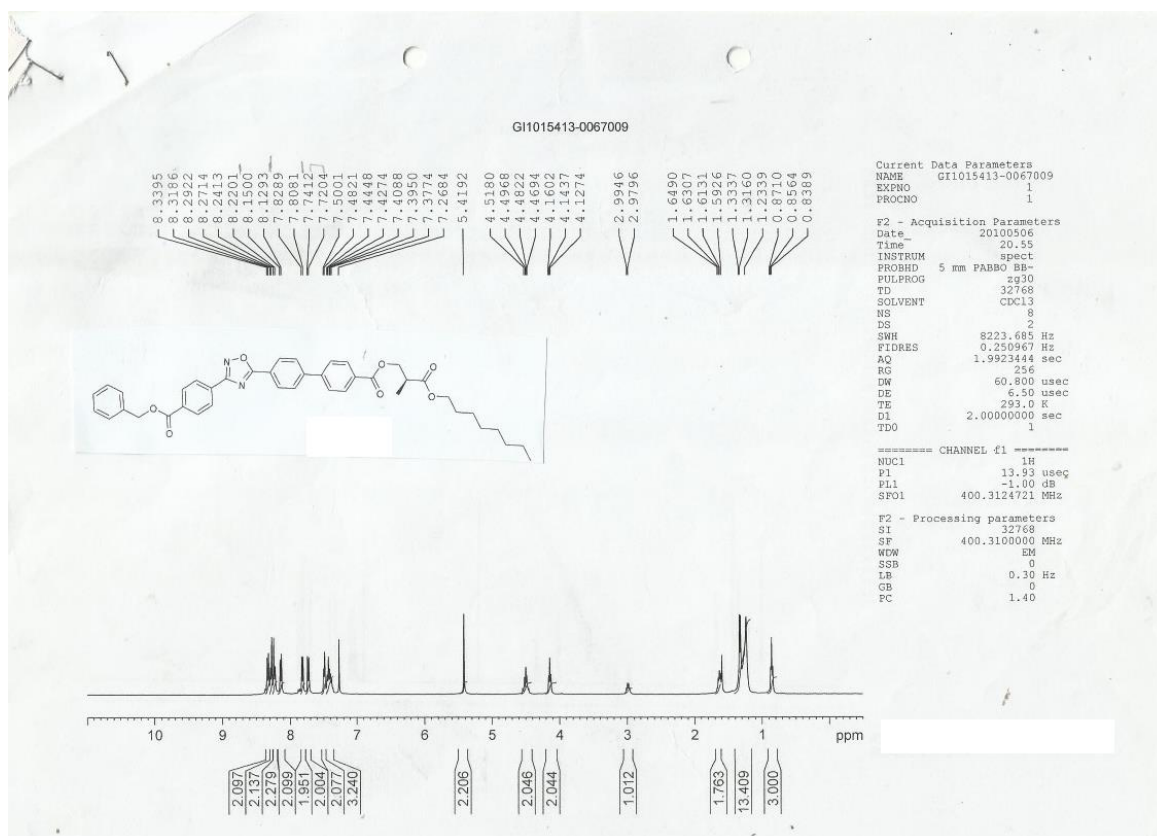 GI1015413-0067009
8.3395
8.3186
8.2922
8.2714
8.2413
8.2201
8.1500
8.1293
7.8289
7.8081
7.7412
7.7204
7.5001
7.4821
7.4448
7.4274
7.4088
7.3950
7.3774
7.2684
5.4192
4.5180
4.4968
4.4822
4.4694
4.1602
4.1437
4.1274
2.9946
2.9796
1.6490
1.6307
1.6131
1.5926
1.3337
1.3160
1.2339
0.8710
0.8564
0.8389
Current Data Parameters
NAME GI1015413-0067009
EXPNO 1
PROCNO 1
F2 - Acquisition Parameters
Date_ 20100506
Time 20.55
INSTRUM spect
PROBHD 5 mm PABBO BB-
PULPROG zg30
TD 32768
SOLVENT CDCl3
NS 8
DS 2
SWH 8223.685 Hz
FIDRES 0.250967 Hz
AQ 1.9923444 sec
RG 256
DW 60.800 usec
DE 6.50 usec
TE 293.0 K
D1 2.00000000 sec
TD0 1
======== CHANNEL f1 ========
NUC1 1H
P1 13.93 usec
PL1 -1.00 dB
SFO1 400.3124721 MHz
F2 - Processing parameters
SI 32768
SF 400.3100000 MHz
WDW EM
SSB 0
LB 0.30 Hz
GB 0
PC 1.40
N O
N
O
O
O
O
O
O
10 9 8 7 6 5 4 3 2 1 ppm
2.097
2.137
2.279
2.099
1.951
2.004
2.077
3.240
2.206
2.046
2.044
1.012
1.763
13.409
3.000